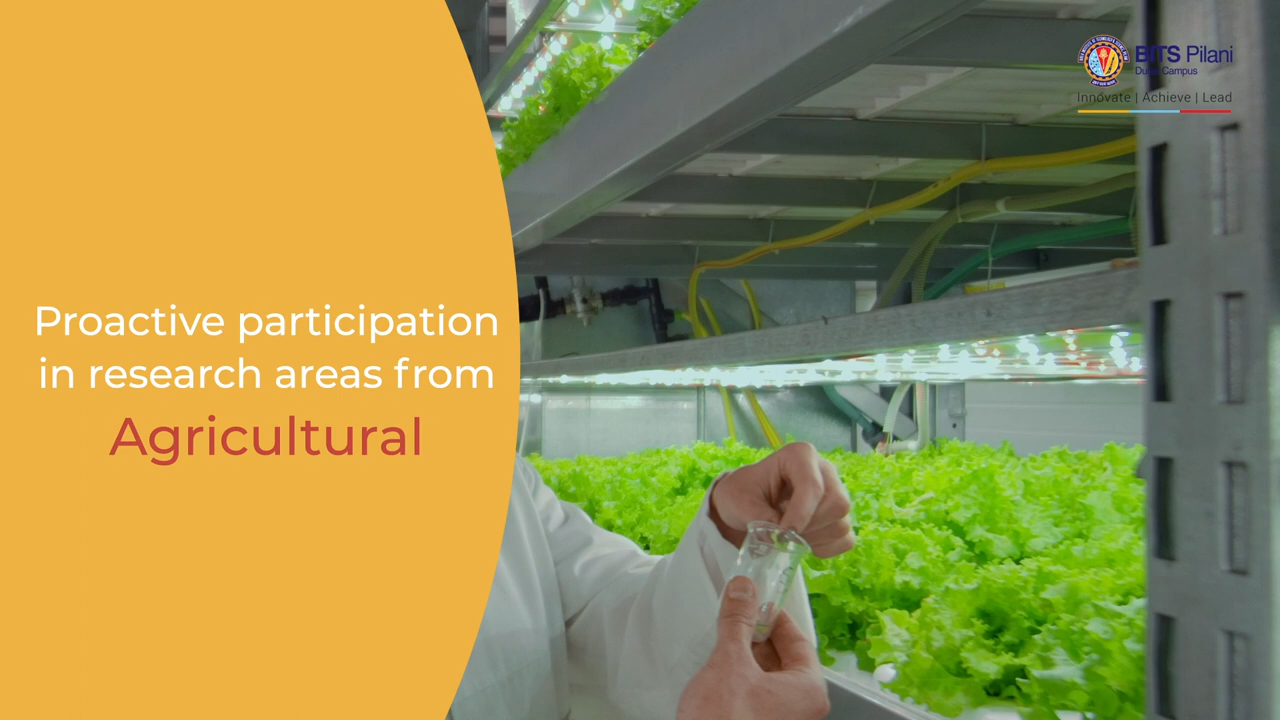 Proactive participation
in research areas from
Agricultural
BITS Pilani
Dubai Campus
Innovate | Achieve | Lead